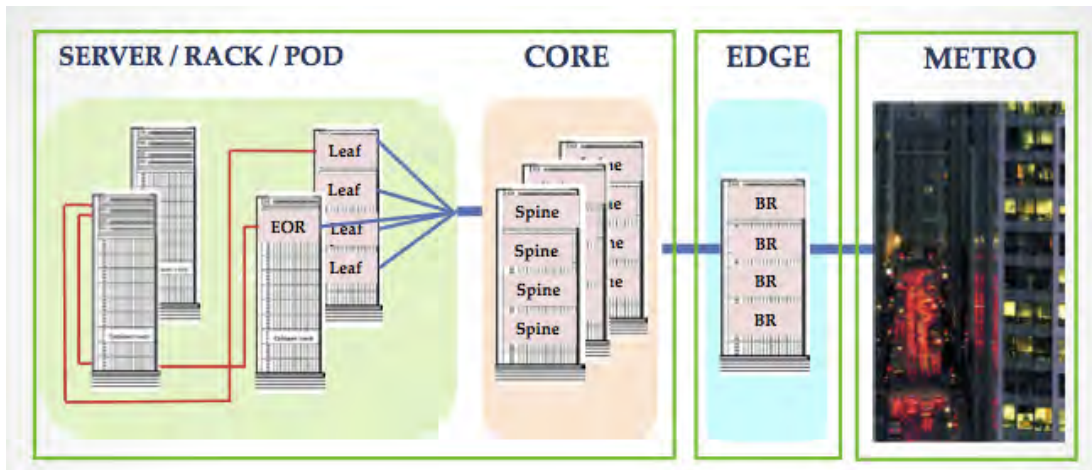 SERVER / RACK / POD
CORE
EDGE
METRO
Leaf
Leaf
Leaf
Leaf
EOR
Spine
Spine
Spine
Spine
BR
BR
BR
BR